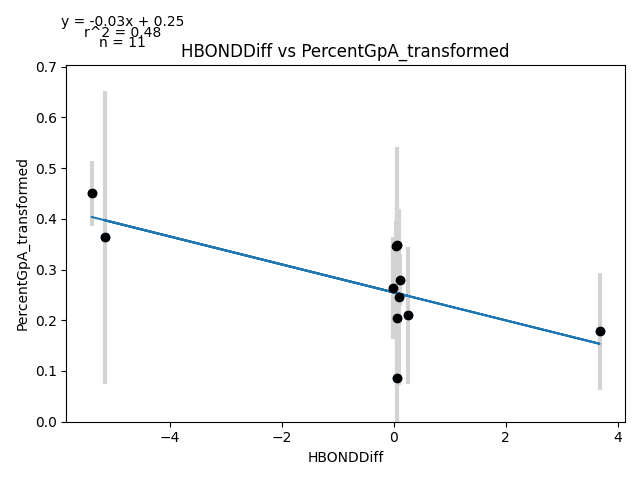 y = -0.03x + 0.25
r^2 = 0.48
n = 11
HBONDDiff vs PercentGpA_transformed
0.7
0.6
0.5
0.4
0.3
0.2
0.1
0.0
PercentGpA_transformed
−4
−2
0
2
4
HBONDDiff